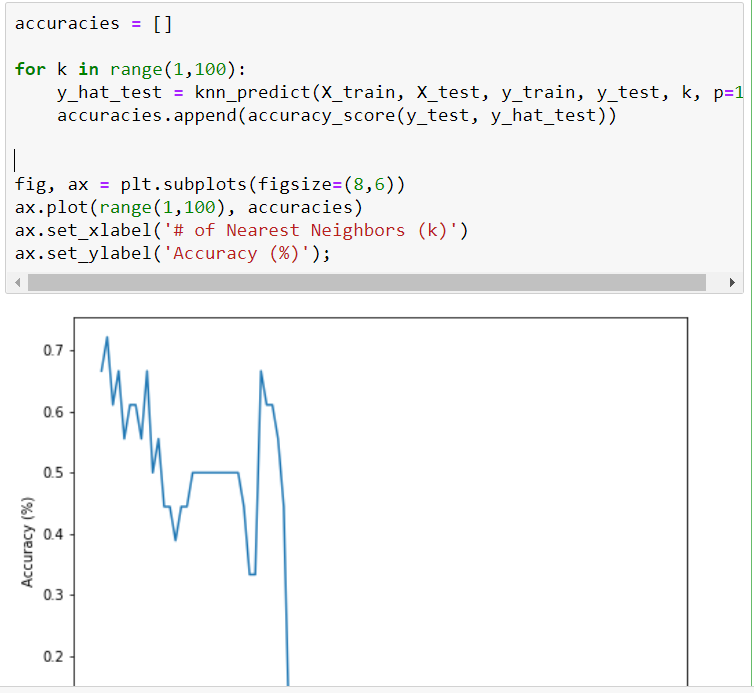 accuracies = []
for k in range(1,100):
    y_hat_test = knn_predict(X_train, X_test, y_train, y_test, k, p=1
    accuracies.append(accuracy_score(y_test, y_hat_test))
fig, ax = plt.subplots(figsize=(8,6))
ax.plot(range(1,100), accuracies)
ax.set_xlabel('# of Nearest Neighbors (k)')
ax.set_ylabel('Accuracy (%)');
0.7
0.6
0.5
0.4
0.3
0.2
Accuracy (%)